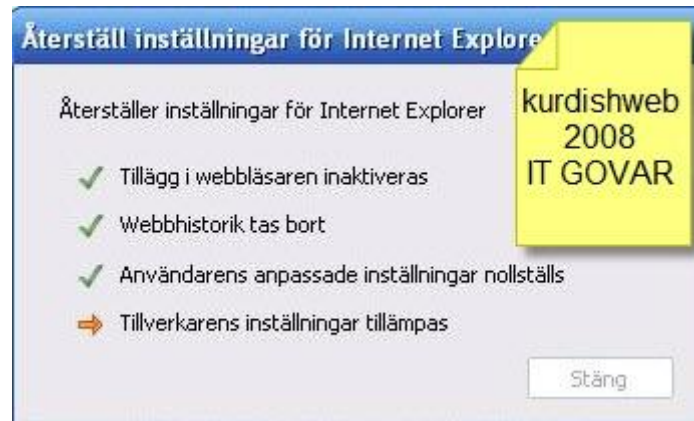 Återställ inställningar för Internet Explore
kurdishweb
2008
IT GOVAR
Återställer inställningar för Internet Explorer
Tillägg i webbläsaren inaktiveras
Webbhistorik tas bort
Användarens anpassade inställningar nollställs
Tillverkarens inställningar tillämpas
Stäng